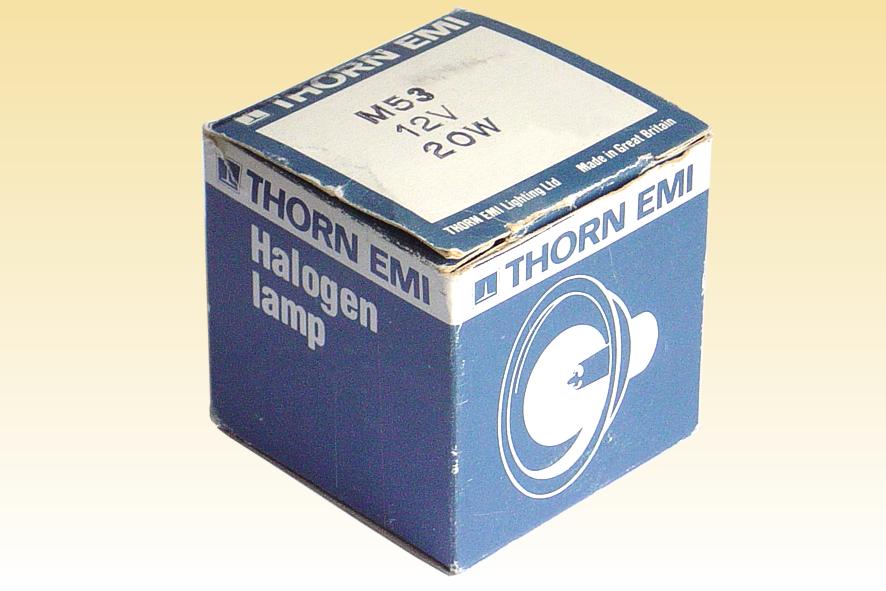 THORN EMI
M53
12V
20W
THORN EMI Lighting Ltd
Made in Great Britain
THORN EMI
Halogen
lamp
THORN EMI